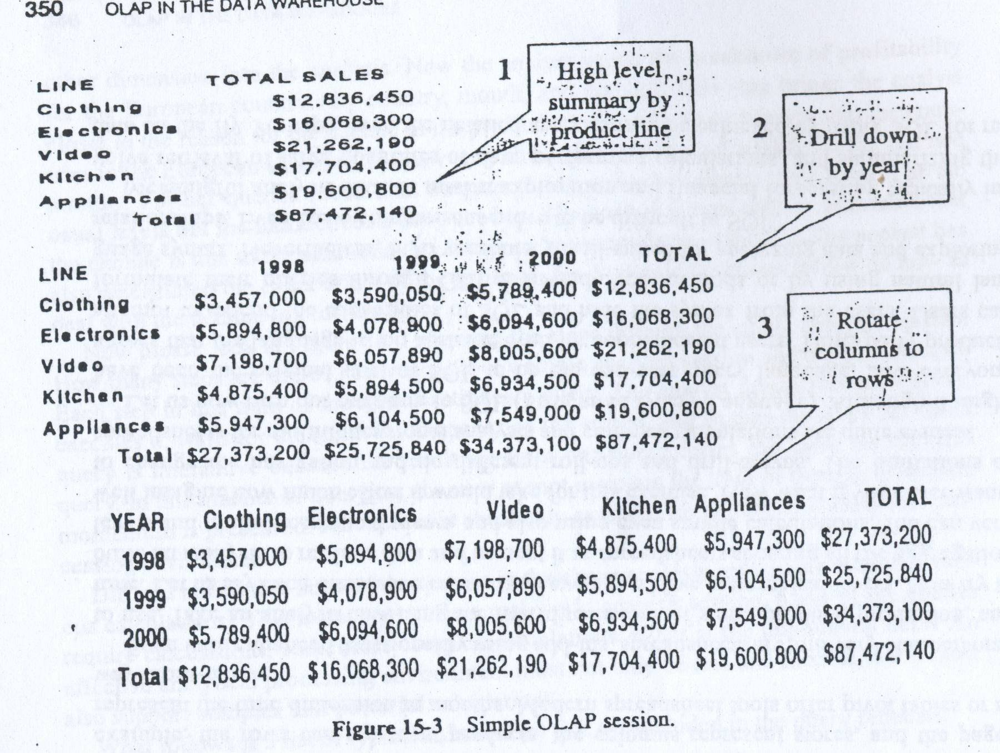 350 OLAP IN THE DATA WAREHOUSE
LINE TOTAL SALES
Clothing $12,836,450
Electronics $16,068,300
Video $21,262,190
Kitchen $17,704,400
Appliances $19,600,800
Total $87,472,140
1 High level
summary by
product line
2 Drill down
by year
LINE 1998 1999 2000 TOTAL
Clothing $3,457,000 $3,590,050 $5,789,400 $12,836,450
Electronics $5,894,800 $4,078,900 $6,094,600 $16,068,300
Video $7,198,700 $6,057,890 $8,005,600 $21,262,190
Kitchen $4,875,400 $5,894,500 $6,934,500 $17,704,400
Appliances $5,947,300 $6,104,500 $7,549,000 $19,600,800
Total $27,373,200 $25,725,840 $34,373,100 $87,472,140
3 Rotate
columns to
rows
YEAR Clothing Electronics Video Kitchen Appliances TOTAL
1998 $3,457,000 $5,894,800 $7,198,700 $4,875,400 $5,947,300 $27,373,200
1999 $3,590,050 $4,078,900 $6,057,890 $5,894,500 $6,104,500 $25,725,840
2000 $5,789,400 $6,094,600 $8,005,600 $6,934,500 $7,549,000 $34,373,100
Total $12,836,450 $16,068,300 $21,262,190 $17,704,400 $19,600,800 $87,472,140
Figure 15-3 Simple OLAP session.